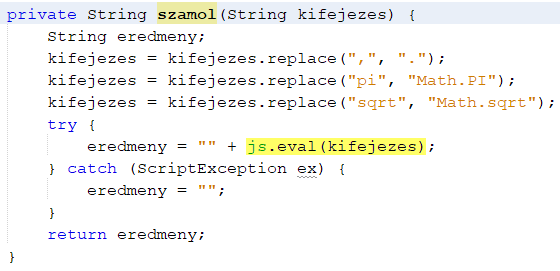 private String szamol(String kifejezes) {
    String eredmeny;
    kifejezes = kifejezes.replace(",", ".");
    kifejezes = kifejezes.replace("pi", "Math.PI");
    kifejezes = kifejezes.replace("sqrt", "Math.sqrt");
    try {
        eredmeny = "" + js.eval(kifejezes);
    } catch (ScriptException ex) {
        eredmeny = "";
    }
    return eredmeny;
}